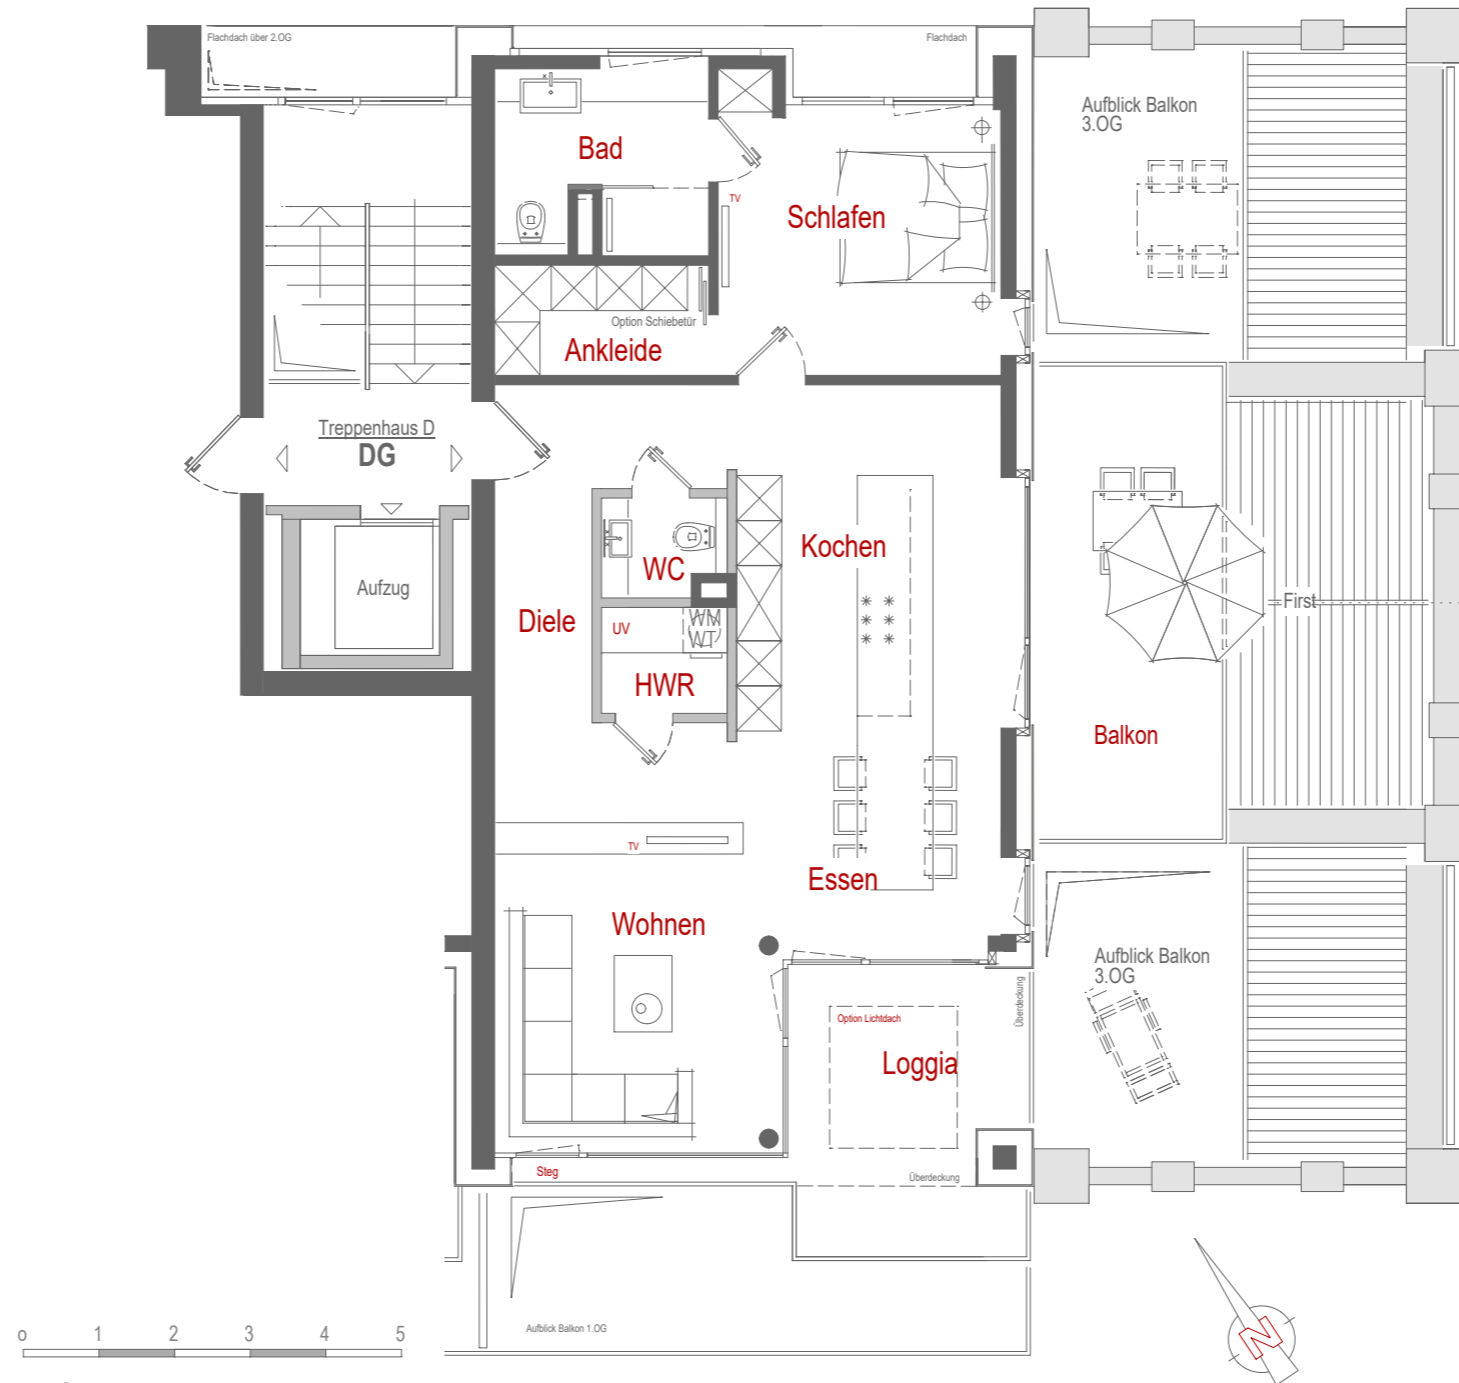 Flachdach über 2.OG
Flachdach
Aufblick Balkon
3.OG
Bad
TV
Schlafen
Option Schiebetür
Ankleide
Treppenhaus D
DG
Kochen
WC
Aufzug
Diele
UV
WM
WT
First
HWR
Balkon
TV
Essen
Wohnen
Aufblick Balkon
3.OG
Überdeckung
Option Lichtdach
Loggia
Steg
Überdeckung
Aufblick Balkon 1.OG
o 1 2 3 4 5
N